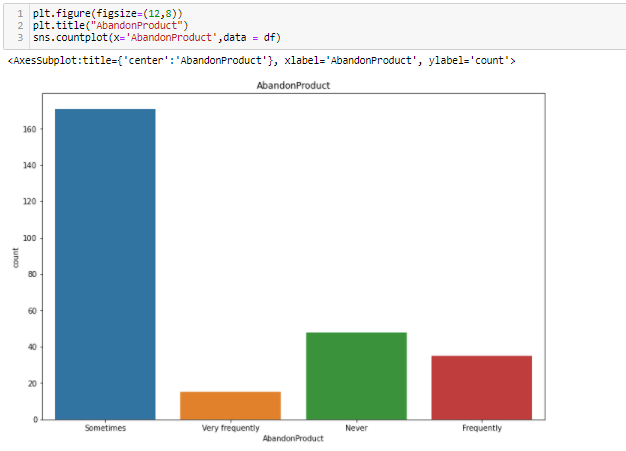 1 plt.figure(figsize=(12,8))
2 plt.title("AbandonProduct")
3 sns.countplot(x='AbandonProduct',data = df)
<AxesSubplot:title={'center':'AbandonProduct'}, xlabel='AbandonProduct', ylabel='count'>
AbandonProduct
160
140
120
100
80
60
40
20
0
count
Sometimes Very frequently Never Frequently
AbandonProduct